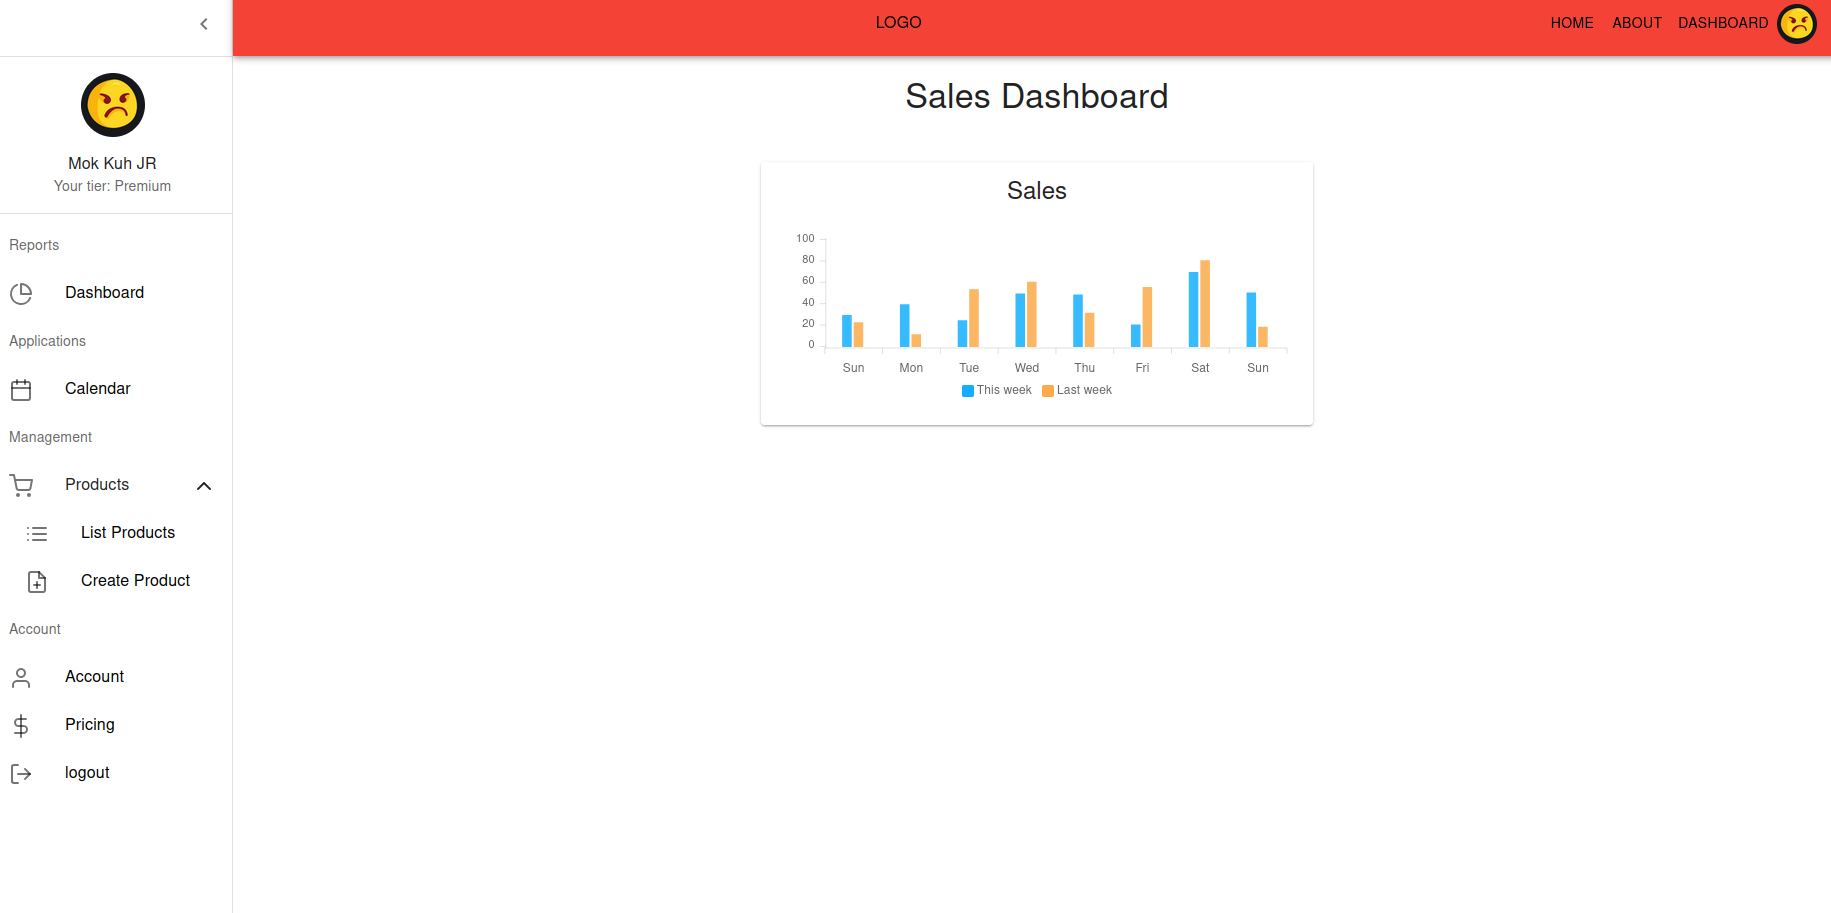 LOGO
HOME ABOUT DASHBOARD
Mok Kuh JR
Your tier: Premium
Reports
Dashboard
Applications
Calendar
Management
Products
List Products
Create Product
Account
Account
Pricing
logout
Sales Dashboard
Sales
100
80
60
40
20
0
Sun Mon Tue Wed Thu Fri Sat Sun
This week Last week